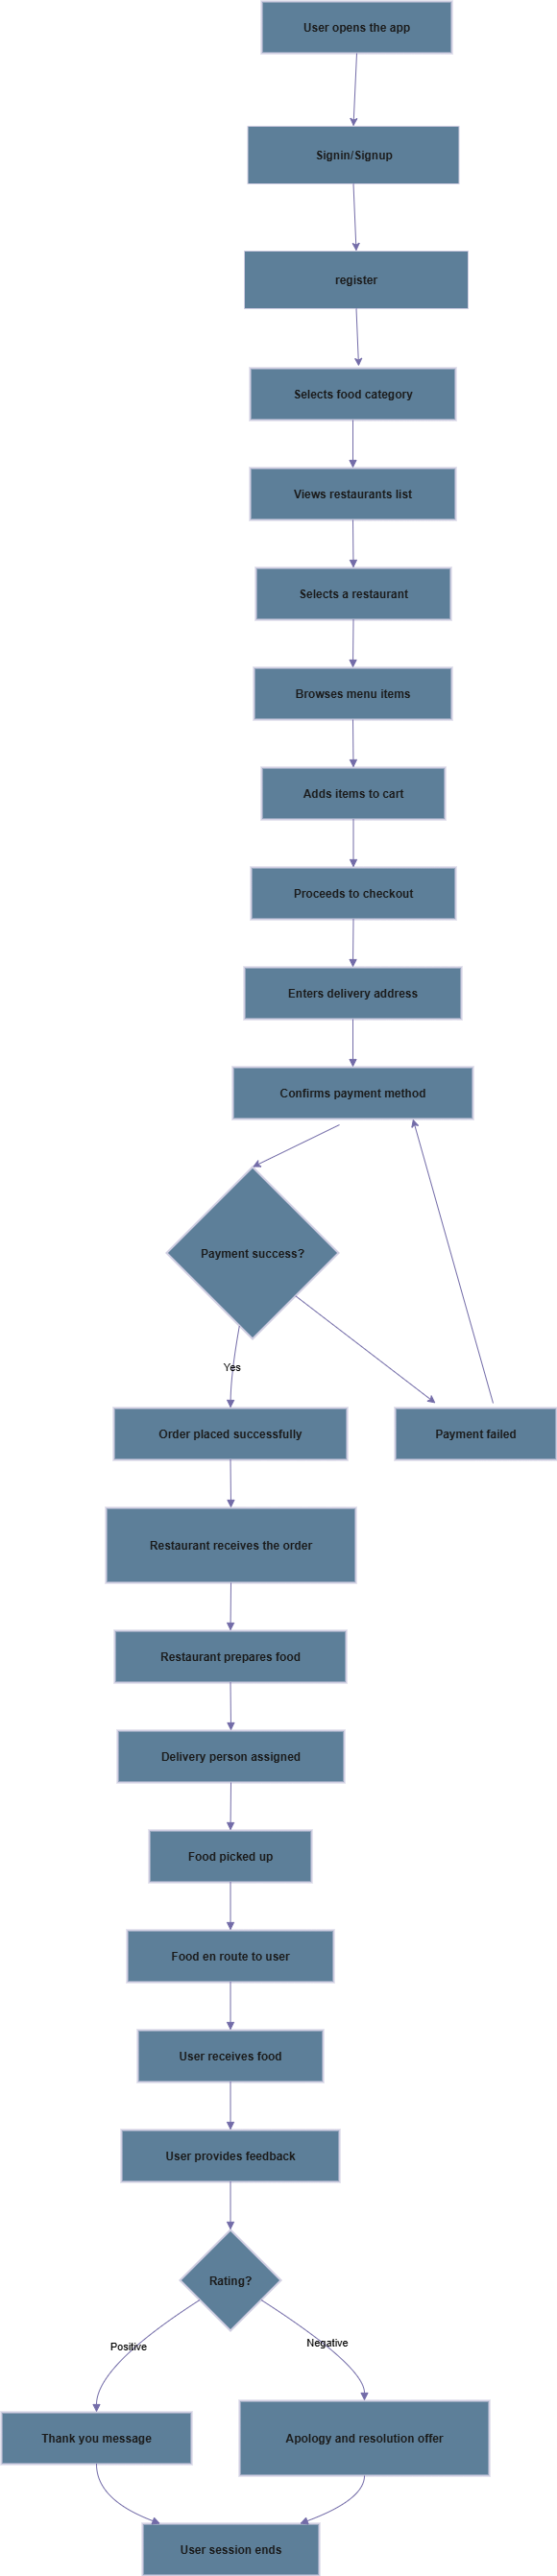 User opens the app
Signin/Signup
register
Selects food category
Views restaurants list
Selects a restaurant
Browses menu items
Adds items to cart
Proceeds to checkout
Enters delivery address
Confirms payment method
Payment success?
Yes
Order placed successfully
Payment failed
Restaurant receives the order
Restaurant prepares food
Delivery person assigned
Food picked up
Food en route to user
User receives food
User provides feedback
Rating?
Positive
Negative
Thank you message
Apology and resolution offer
User session ends